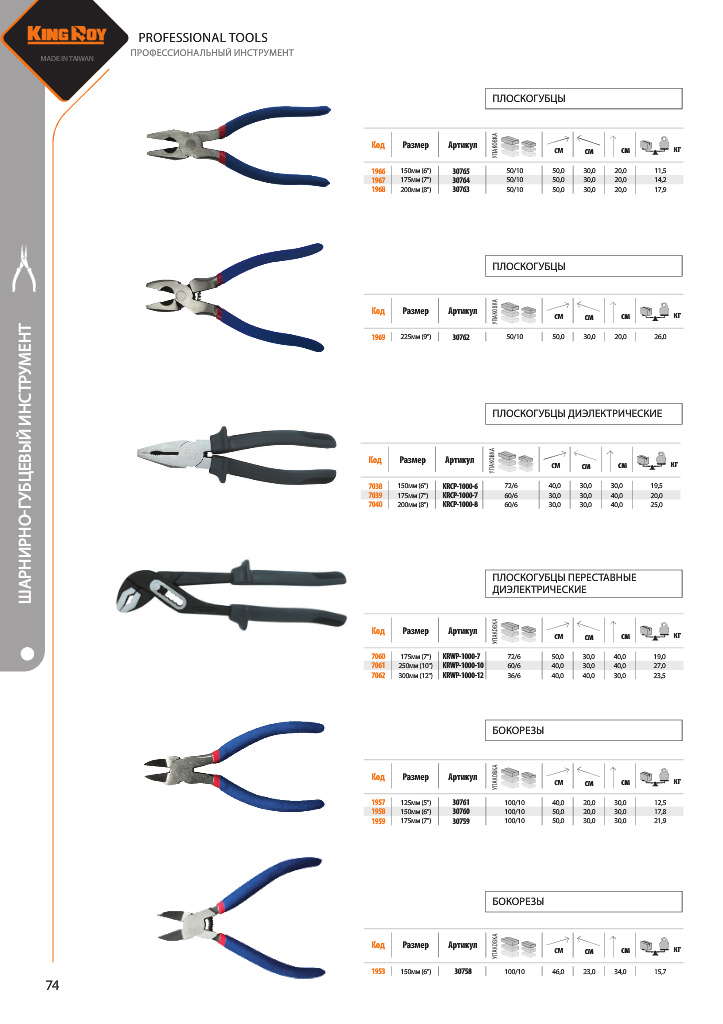 KING ROY
MADE IN TAIWAN
PROFESSIONAL TOOLS
ПРОФЕССИОНАЛЬНЫЙ ИНСТРУМЕНТ
ШАРНИРНО-ГУБЦЕВЫЙ ИНСТРУМЕНТ
ПЛОСКОГУБЦЫ
Код Размер Артикул УПАКОВКА СМ СМ СМ КГ
1966 150мм (6") 30765 50/10 50,0 30,0 20,0 11,5
1967 175мм (7") 30764 50/10 50,0 30,0 20,0 14,2
1968 200мм (8") 30763 50/10 50,0 30,0 20,0 17,9
ПЛОСКОГУБЦЫ
Код Размер Артикул УПАКОВКА СМ СМ СМ КГ
1969 225мм (9") 30762 50/10 50,0 30,0 20,0 26,0
ПЛОСКОГУБЦЫ ДИЭЛЕКТРИЧЕСКИЕ
Код Размер Артикул УПАКОВКА СМ СМ СМ КГ
7038 150мм (6") KRCP-1000-6 72/6 40,0 30,0 30,0 19,5
7039 175мм (7") KRCP-1000-7 60/6 30,0 30,0 40,0 20,0
7040 200мм (8") KRCP-1000-8 60/6 30,0 30,0 40,0 25,0
ПЛОСКОГУБЦЫ ПЕРЕСТАВНЫЕ
ДИЭЛЕКТРИЧЕСКИЕ
Код Размер Артикул УПАКОВКА СМ СМ СМ КГ
7060 175мм (7") KRWP-1000-7 72/6 50,0 30,0 40,0 19,0
7061 250мм (10") KRWP-1000-10 60/6 40,0 30,0 40,0 27,0
7062 300мм (12") KRWP-1000-12 36/6 40,0 40,0 30,0 23,5
БОКОРЕЗЫ
Код Размер Артикул УПАКОВКА СМ СМ СМ КГ
1957 125мм (5") 30761 100/10 40,0 20,0 30,0 12,5
1958 150мм (6") 30760 100/10 50,0 20,0 30,0 17,8
1959 175мм (7") 30759 100/10 50,0 30,0 30,0 21,9
БОКОРЕЗЫ
Код Размер Артикул УПАКОВКА СМ СМ СМ КГ
1953 150мм (6") 30758 100/10 46,0 23,0 34,0 15,7
74